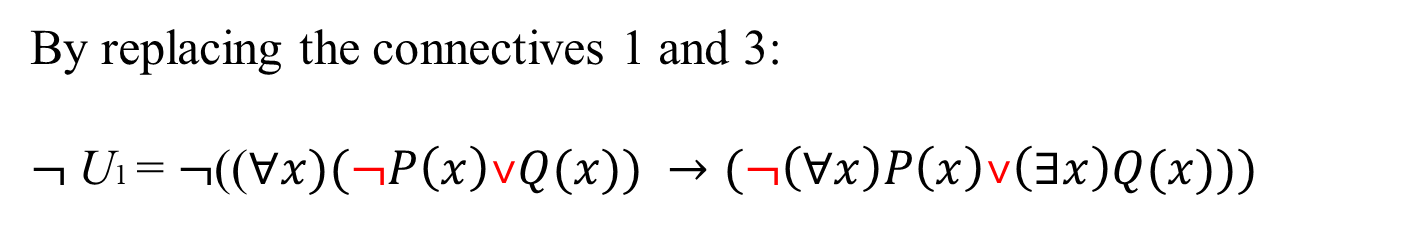 By replacing the connectives 1 and 3:
¬ U₁= ¬((∀x)(¬P(x)∨Q(x)) → (¬(∀x)P(x)∨(∃x)Q(x)))